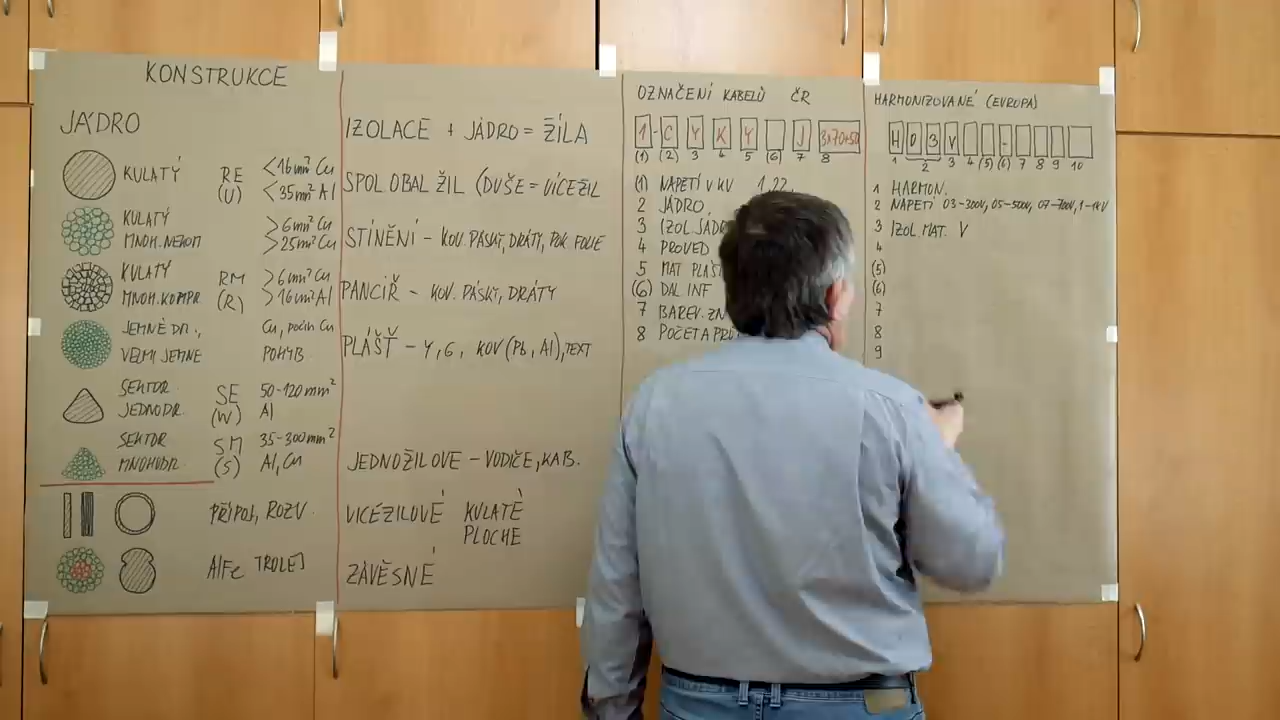 KONSTRUKCE
JÁDRO
KULATÝ RE <16mm² Cu
(U) <35mm² Al
KULATÝ >6mm² Cu
MNOH. NEKOM >25mm² Cu
KULATÝ RM >6mm² Cu
MNOH. KOMPR. (R) >16mm² Al
JEMNĚ DR., Cu, pocín Cu
VELMI JEMNE POHYB.
SEKTOR. SE 50-120mm²
JEDNODR. (W) Al
SEKTOR SM 35-300mm²
MNOHODR. (S) Al, Cu
PŘÍPOJ, ROZV.
AlFe TROLEJ
IZOLACE + JÁDRO = ŽÍLA
SPOL. OBAL ŽIL (DUŠE = VÍCEŽIL
STÍNĚNÍ - KOV. PÁSKY, DRÁTY, POK. FOLIE
PANCÍŘ - KOV. PÁSKY, DRÁTY
PLÁŠŤ - Y, G, KOV (Pb, Al), TEXT
JEDNOŽILOVÉ - VODIČE, KAB.
VÍCEŽILOVÉ KULATÉ
PLOCHÉ
ZÁVĚSNÉ
OZNAČENÍ KABELŮ ČR
1 - C Y K Y J 3x70+50
(1) (2) 3 4 5 (6) 7 8
(1) NAPĚTÍ V KV 1,22,
2 JÁDRO
3 IZOL. JÁDR
4 PROVED
5 MAT PLÁŠŤ
(6) DAL INF
7 BAREV. ZN
8 POČET A PRŮ
HARMONIZOVANÉ (EVROPA)
H 0 3 V -
1 2 3 4 (5) (6) 7 8 9 10
1 HARMON.
2 NAPĚTÍ 03-300V, 05-500V, 07-700V, 1-1KV
3 IZOL. MAT. V
4
(5)
(6)
7
8
9